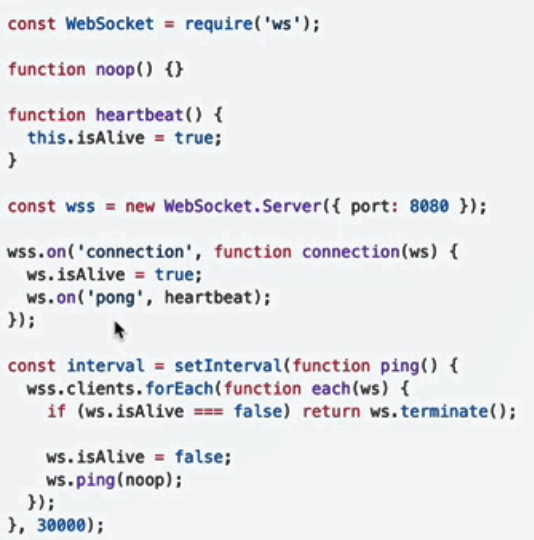 const WebSocket = require('ws');
function noop() {}
function heartbeat() {
  this.isAlive = true;
}
const wss = new WebSocket.Server({ port: 8080 });
wss.on('connection', function connection(ws) {
  ws.isAlive = true;
  ws.on('pong', heartbeat);
});
const interval = setInterval(function ping() {
  wss.clients.forEach(function each(ws) {
    if (ws.isAlive === false) return ws.terminate();
    ws.isAlive = false;
    ws.ping(noop);
  });
}, 30000);